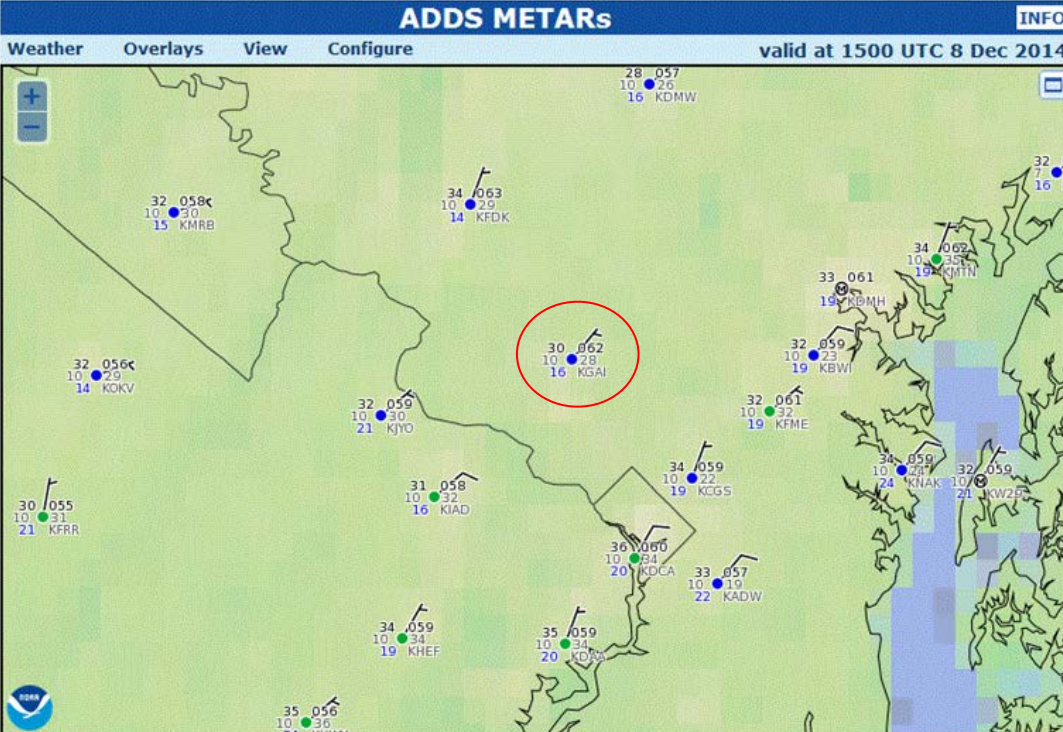 ADDS METARs
INFO
Weather Overlays View Configure
valid at 1500 UTC 8 Dec 2014
+
−
28 057
10 26
16 KDMW
32
7
16
32 058
10 30
15 KMRB
34 063
10 29
14 KFDK
34 062
10 35
19 KMTN
33 061
M
19 KDMH
30 062
10 28
16 KGAI
32 059
10 23
19 KBWI
32 056
10 29
14 KOKV
32 059
10 30
21 KJYO
32 061
10 32
19 KFME
34 059
10 22
19 KCGS
34 059
10 24
24 KNAK
32 059
10 M
21 KW29
31 058
10 32
16 KIAD
30 055
10 31
21 KFRR
36 060
10 34
20 KDCA
33 057
10 19
22 KADW
34 059
10 34
19 KHEF
35 059
10 34
20 KDAA
NOAA
35 056
10 36